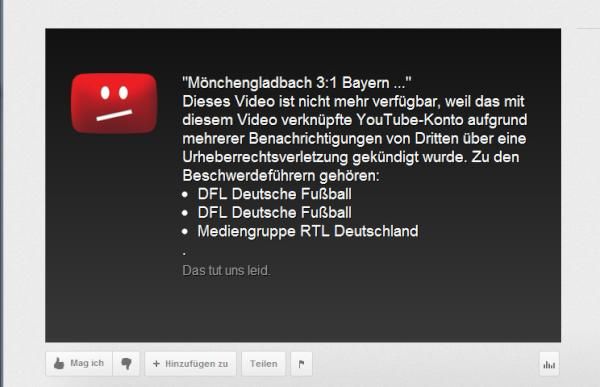 "Mönchengladbach 3:1 Bayern ..."
Dieses Video ist nicht mehr verfügbar, weil das mit
diesem Video verknüpfte YouTube-Konto aufgrund
mehrerer Benachrichtigungen von Dritten über eine
Urheberrechtsverletzung gekündigt wurde. Zu den
Beschwerdeführern gehören:
• DFL Deutsche Fußball
• DFL Deutsche Fußball
• Mediengruppe RTL Deutschland
.
Das tut uns leid.
Mag ich + Hinzufügen zu Teilen